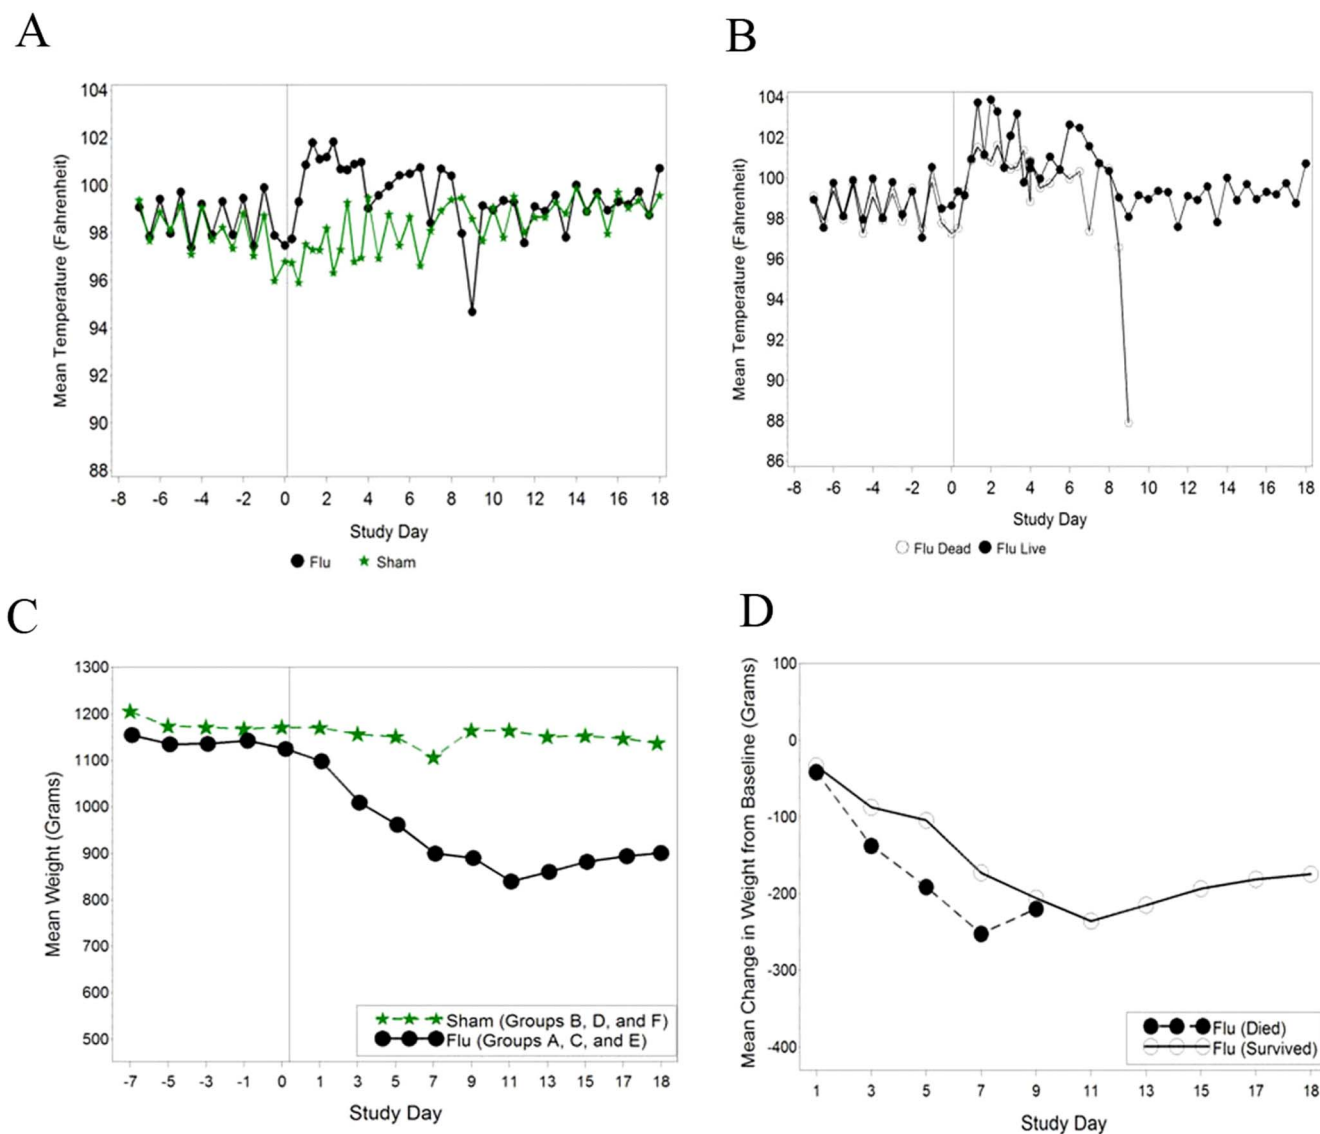 A
104
102
100
98
96
94
92
90
88
Mean Temperature (Fahrenheit)
-8 -6 -4 -2 0 2 4 6 8 10 12 14 16 18
Study Day
Flu Sham
B
104
102
100
98
96
94
92
90
88
86
Mean Temperature (Fahrenheit)
-8 -6 -4 -2 0 2 4 6 8 10 12 14 16 18
Study Day
Flu Dead Flu Live
C
1300
1200
1100
1000
900
800
700
600
500
Mean Weight (Grams)
Sham (Groups B, D, and F)
Flu (Groups A, C, and E)
-7 -5 -3 -1 0 1 3 5 7 9 11 13 15 17 18
Study Day
D
100
0
-100
-200
-300
-400
Mean Change in Weight from Baseline (Grams)
Flu (Died)
Flu (Survived)
1 3 5 7 9 11 13 15 17 18
Study Day